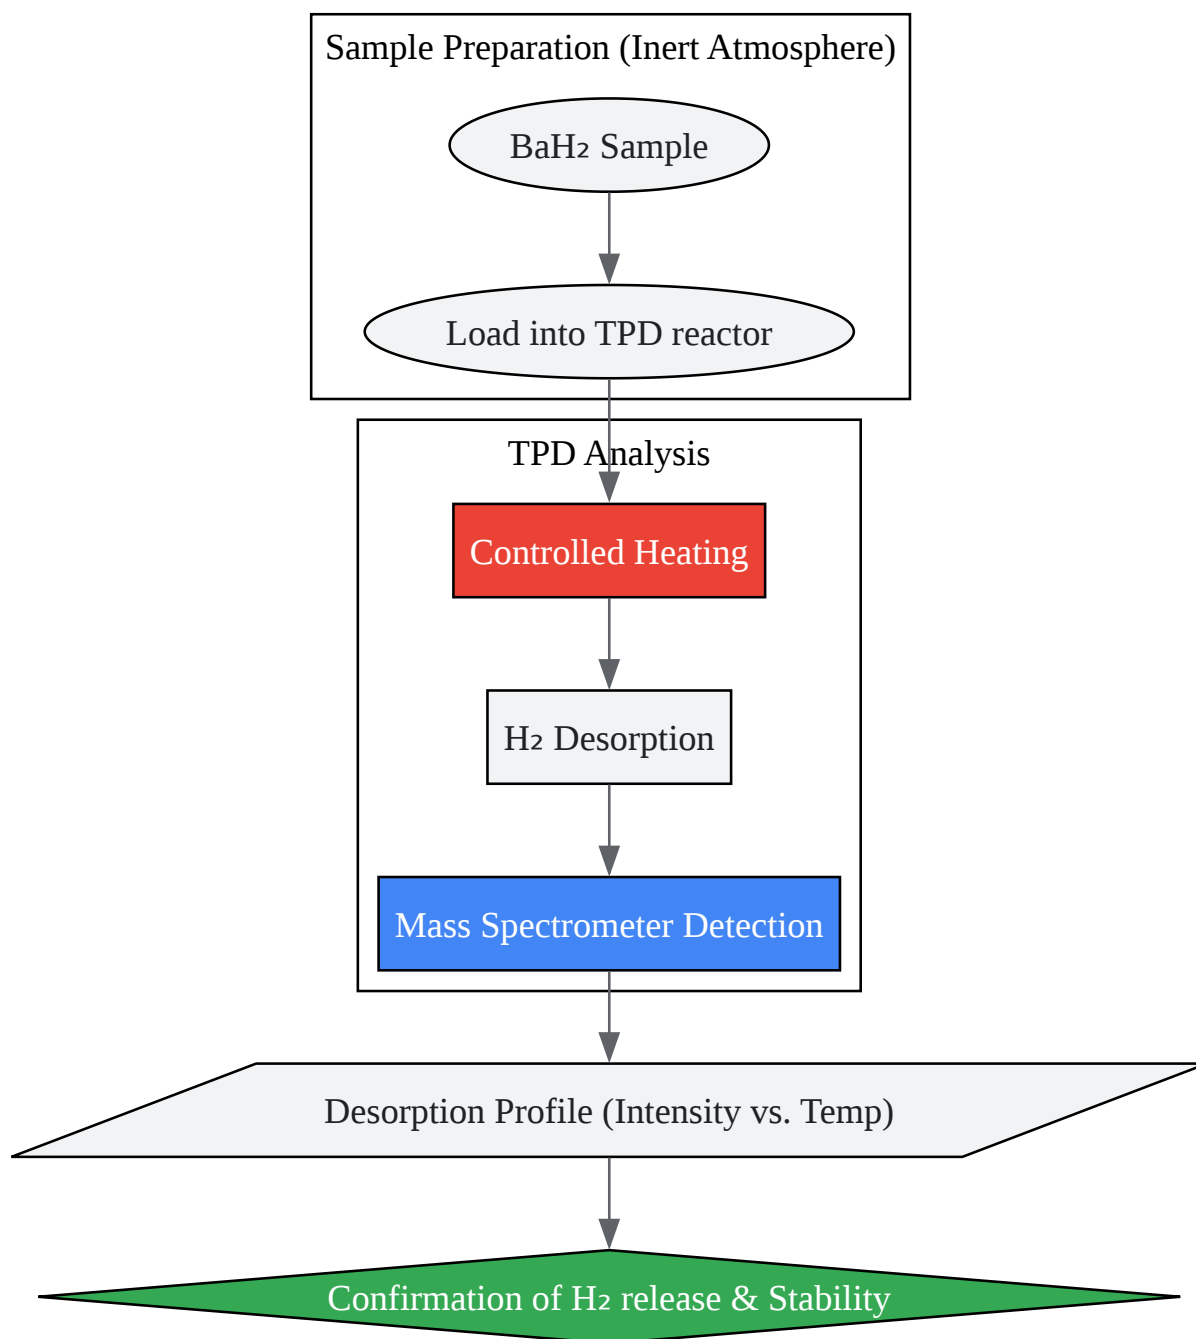 Sample Preparation (Inert Atmosphere)
BaH₂ Sample
Load into TPD reactor
TPD Analysis
Controlled Heating
H₂ Desorption
Mass Spectrometer Detection
Desorption Profile (Intensity vs. Temp)
Confirmation of H₂ release & Stability